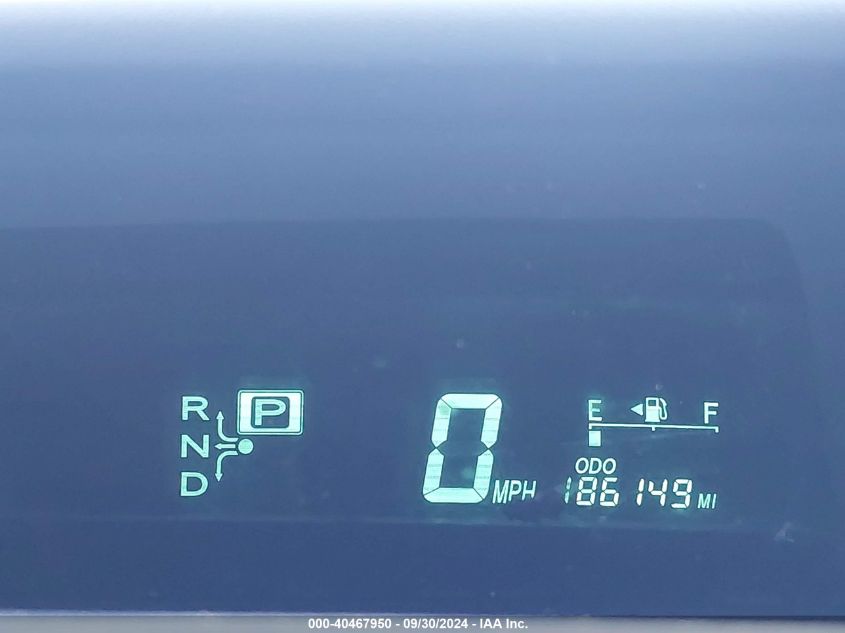 R P
N
D
0 MPH
E F
ODO
186149 MI
000-40467950 - 09/30/2024 - IAA Inc.